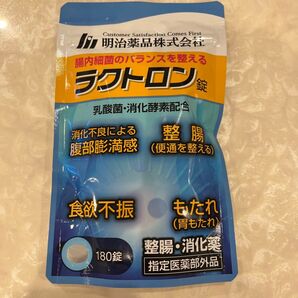 Customer Satisfaction Comes First
明治薬品株式会社
腸内細菌のバランスを整える
ラクトロン錠
乳酸菌・消化酵素配合
消化不良による
腹部膨満感
整腸
(便通を整える)
食欲不振
もたれ
(胃もたれ)
180錠
整腸・消化薬
指定医薬部外品